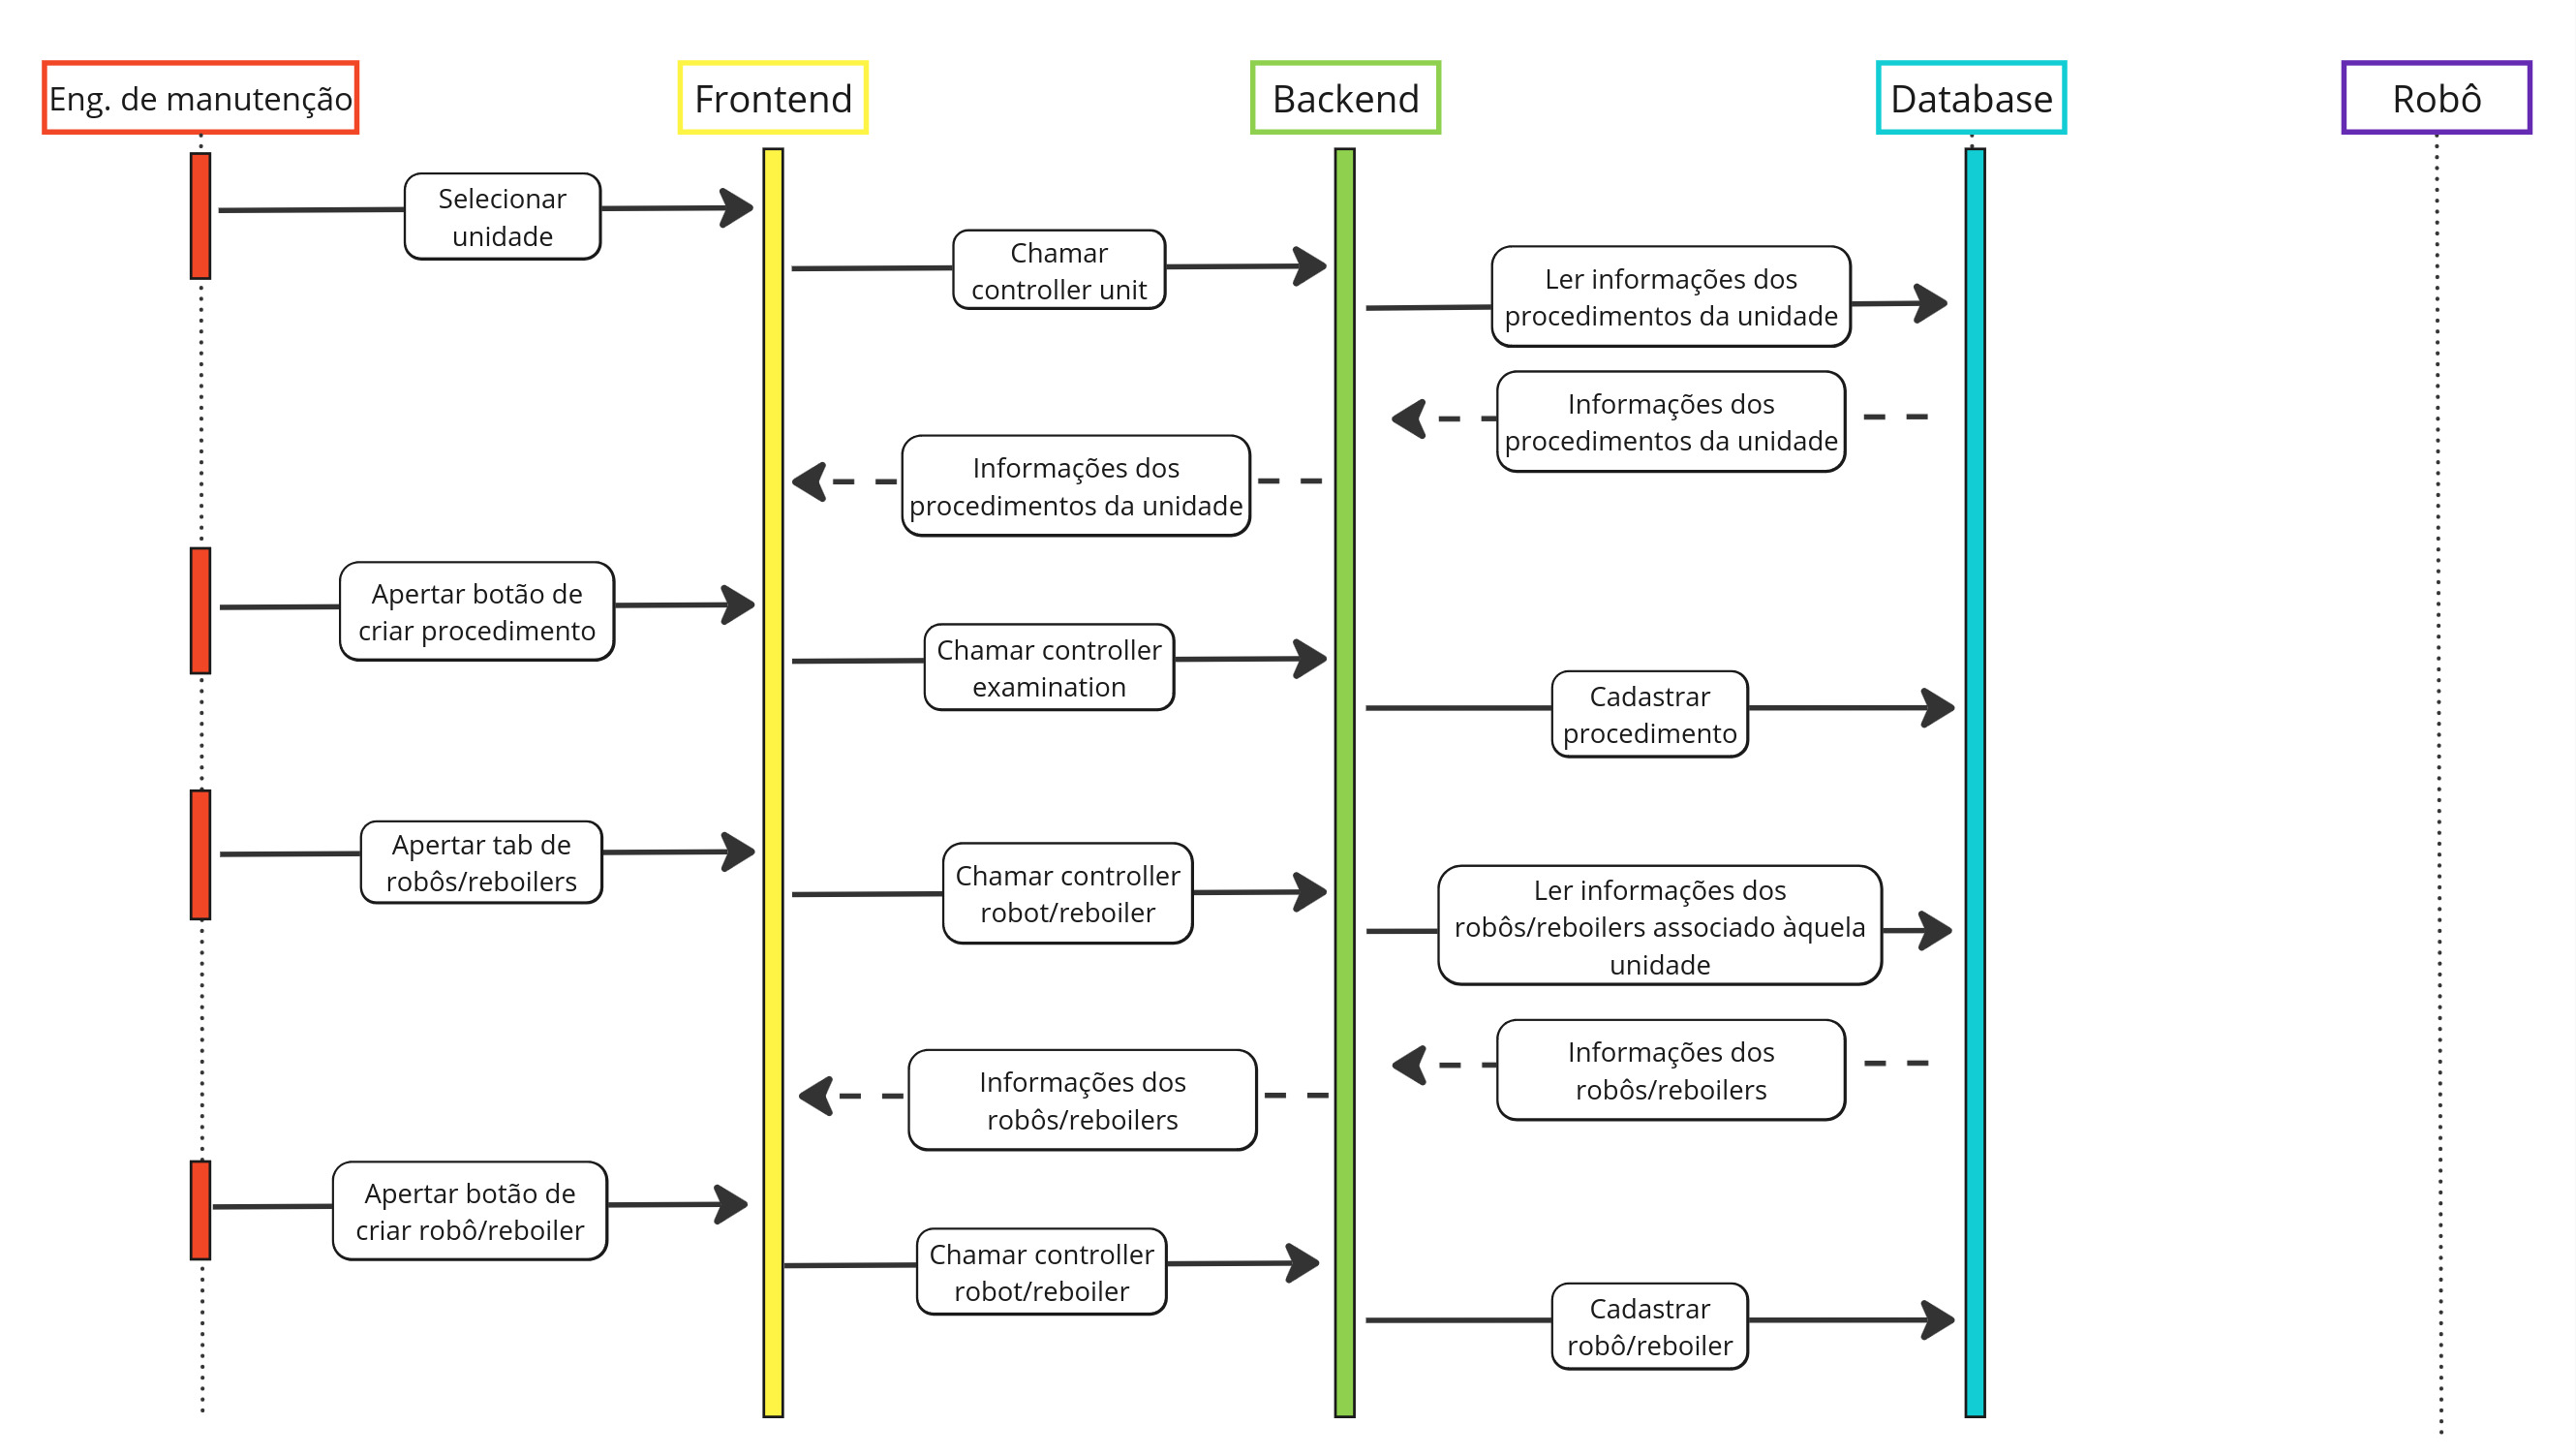 Eng. de manutenção
Frontend
Backend
Database
Robô
Selecionar
unidade
Chamar
controller unit
Ler informações dos
procedimentos da unidade
Informações dos
procedimentos da unidade
Informações dos
procedimentos da unidade
Apertar botão de
criar procedimento
Chamar controller
examination
Cadastrar
procedimento
Apertar tab de
robôs/reboilers
Chamar controller
robot/reboiler
Ler informações dos
robôs/reboilers associado àquela
unidade
Informações dos
robôs/reboilers
Informações dos
robôs/reboilers
Apertar botão de
criar robô/reboiler
Chamar controller
robot/reboiler
Cadastrar
robô/reboiler